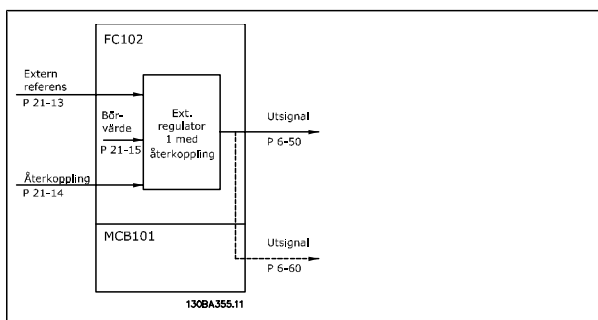 FC102
Extern
referens
P 21-13
Bör-
värde
P 21-15
Återkoppling
P 21-14
Ext.
regulator
1 med
återkoppling
Utsignal
P 6-50
MCB101
Utsignal
P 6-60
130BA355.11